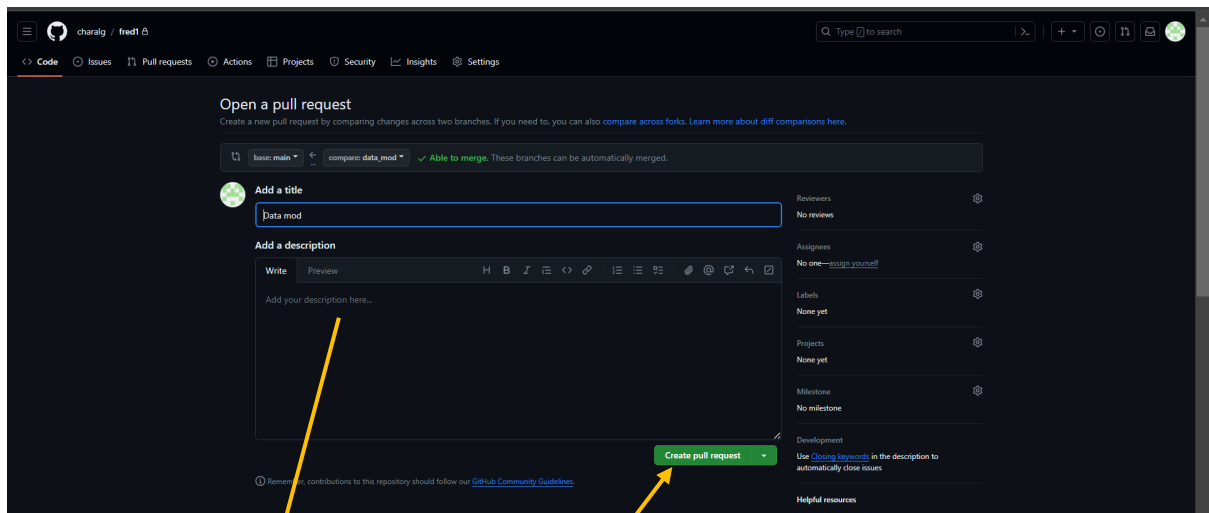 charalg / fred1
Type / to search
Code Issues Pull requests Actions Projects Security Insights Settings
Open a pull request
Create a new pull request by comparing changes across two branches. If you need to, you can also compare across forks. Learn more about diff comparisons here.
base: main compare: data_mod Able to merge. These branches can be automatically merged.
Add a title
Data mod
Add a description
Write Preview
Add your description here...
Create pull request
Remember, contributions to this repository should follow our GitHub Community Guidelines.
Reviewers
No reviews
Assignees
No one—assign yourself
Labels
None yet
Projects
None yet
Milestone
No milestone
Development
Use Closing keywords in the description to
automatically close issues
Helpful resources